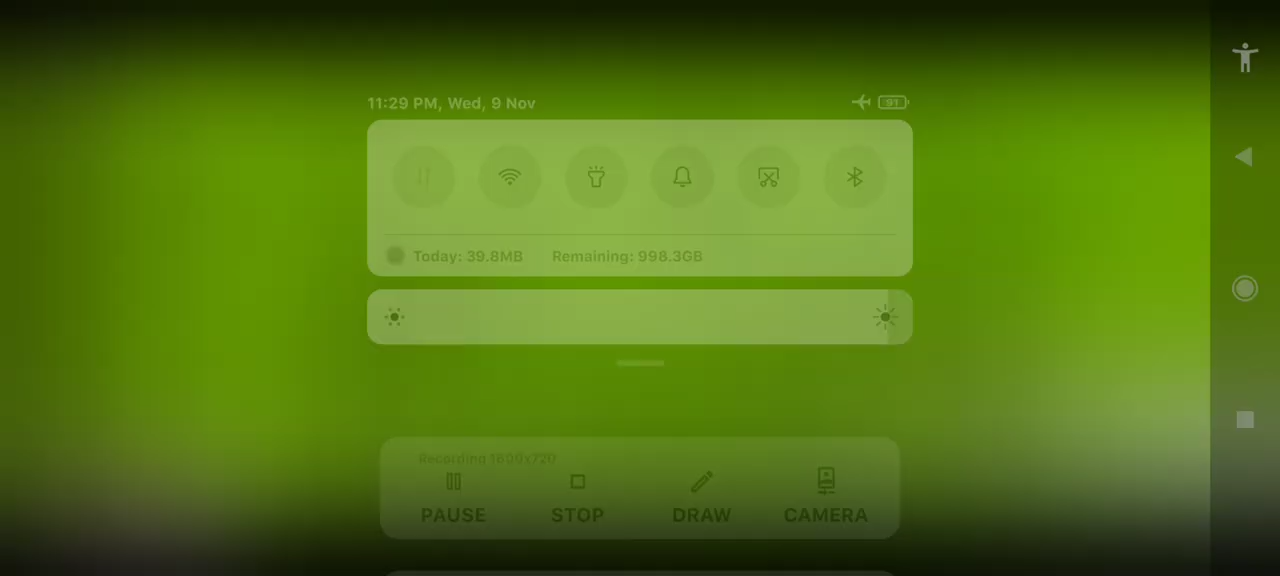 11:29 PM, Wed, 9 Nov
91
Today: 39.8MB Remaining: 998.3GB
Recording 1600x720
PAUSE STOP DRAW CAMERA